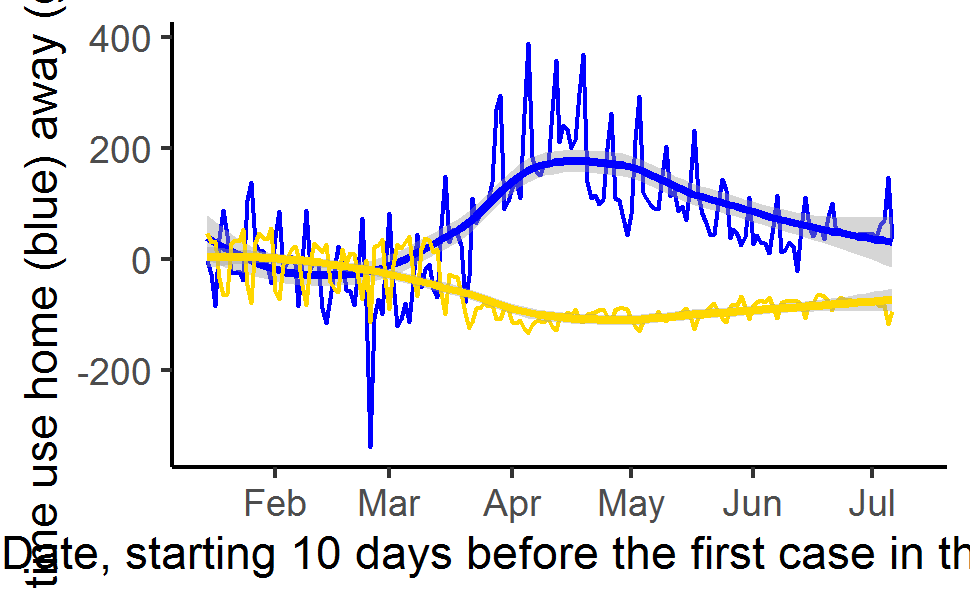 400
200
0
-200
time use home (blue) away (
Feb Mar Apr May Jun Jul
Date, starting 10 days before the first case in th